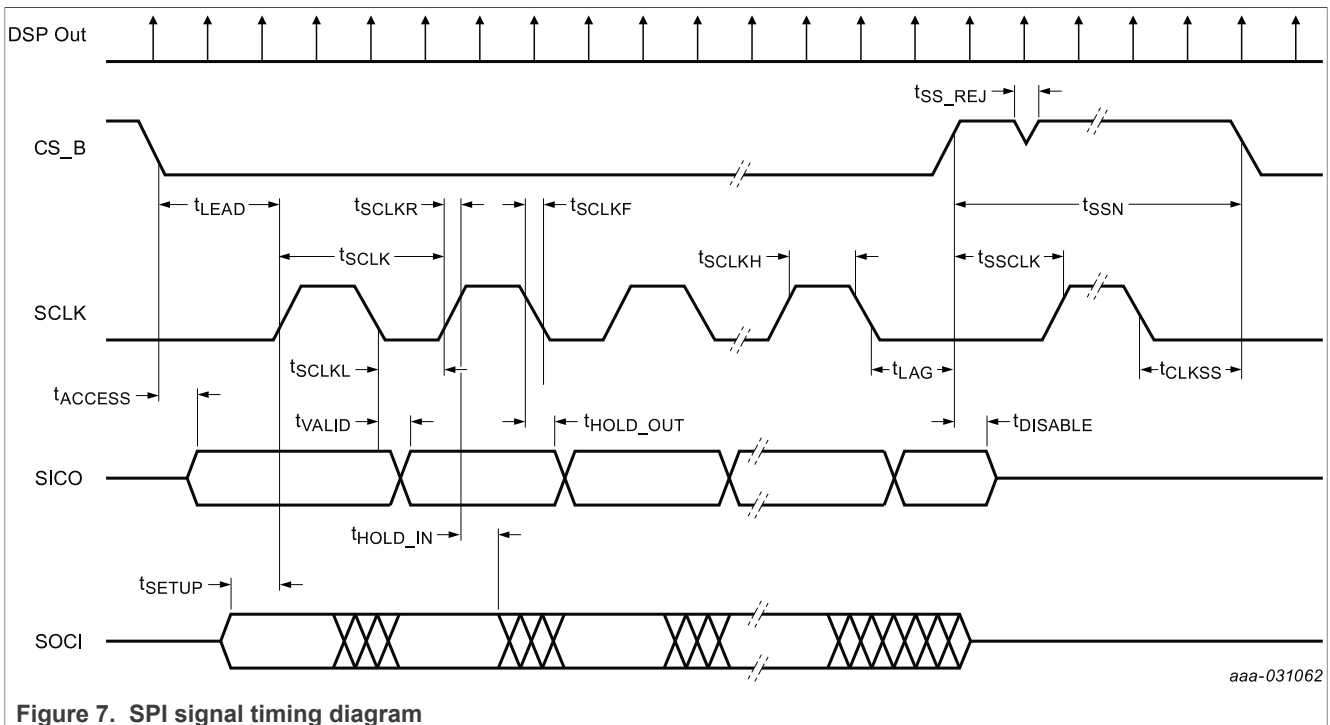 DSP Out
tSS_REJ
CS_B
tLEAD
tSCLKR
tSCLKF
tSSN
tSCLK
tSCLKH
tSSCLK
SCLK
tSCLKL
tLAG
tCLKSS
tACCESS
tVALID
tHOLD_OUT
tDISABLE
SICO
tHOLD_IN
tSETUP
SOCI
aaa-031062
Figure 7. SPI signal timing diagram